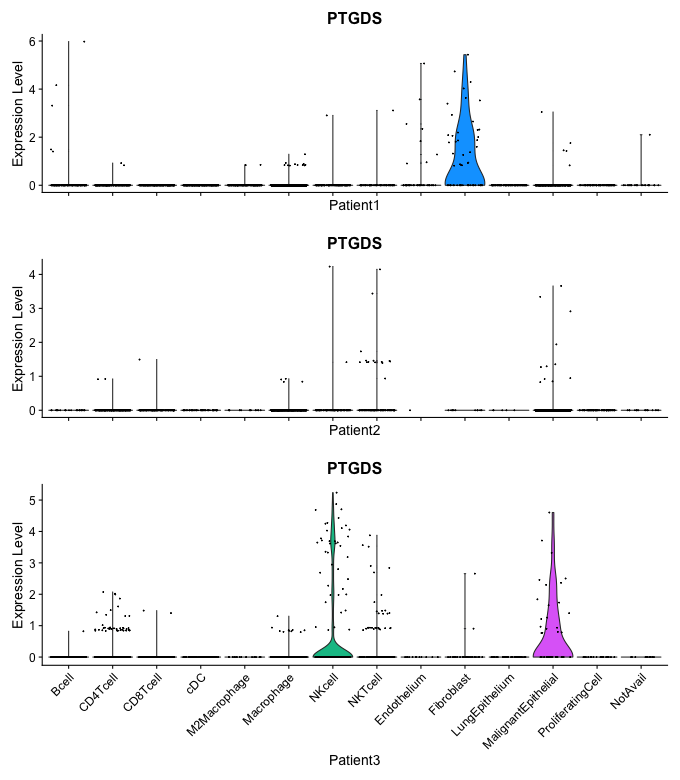 PTGDS
Expression Level
6
4
2
0
Patient1
PTGDS
Expression Level
4
3
2
1
0
Patient2
PTGDS
Expression Level
5
4
3
2
1
0
Bcell
CD4Tcell
CD8Tcell
cDC
M2Macrophage
Macrophage
NKcell
NKTcell
Endothelium
Fibroblast
LungEpithelium
MalignantEpithelial
ProliferatingCell
NotAvail
Patient3